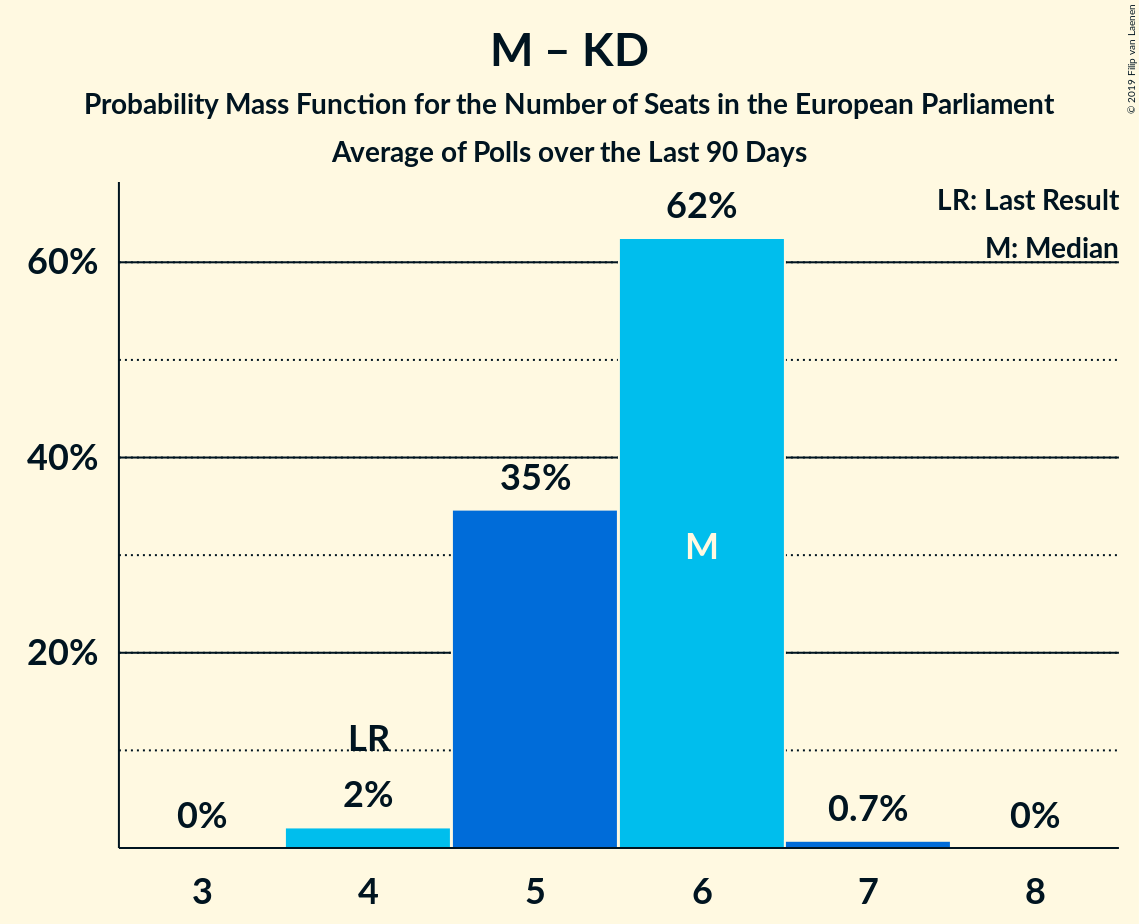 M – KD
Probability Mass Function for the Number of Seats in the European Parliament
Average of Polls over the Last 90 Days
© 2019 Filip van Laenen
LR: Last Result
M: Median
62%
60%
40%
35%
M
20%
LR
2%
0%
0.7%
0%
3 4 5 6 7 8